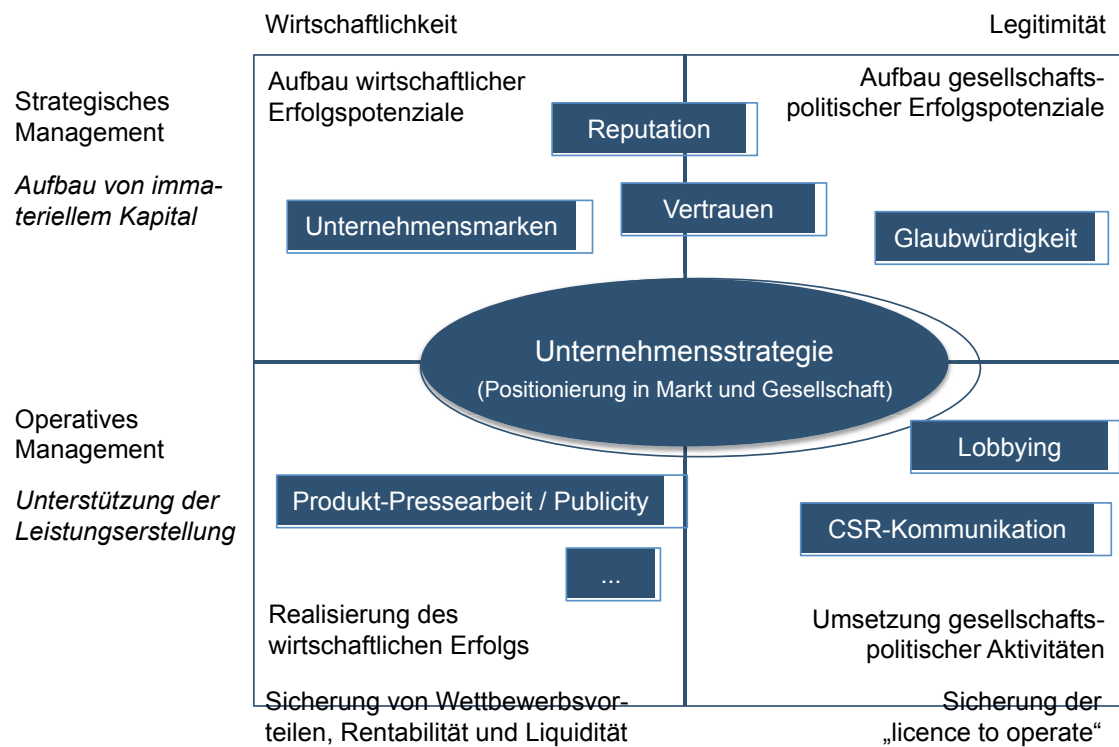 Wirtschaftlichkeit
Legitimität
Strategisches
Management
Aufbau von imma-
teriellem Kapital
Aufbau wirtschaftlicher
Erfolgspotenziale
Aufbau gesellschafts-
politischer Erfolgspotenziale
Reputation
Vertrauen
Unternehmensmarken
Glaubwürdigkeit
Unternehmensstrategie
(Positionierung in Markt und Gesellschaft)
Operatives
Management
Unterstützung der
Leistungserstellung
Lobbying
Produkt-Pressearbeit / Publicity
CSR-Kommunikation
...
Realisierung des
wirtschaftlichen Erfolgs
Umsetzung gesellschafts-
politischer Aktivitäten
Sicherung von Wettbewerbsvor-
teilen, Rentabilität und Liquidität
Sicherung der
„licence to operate“